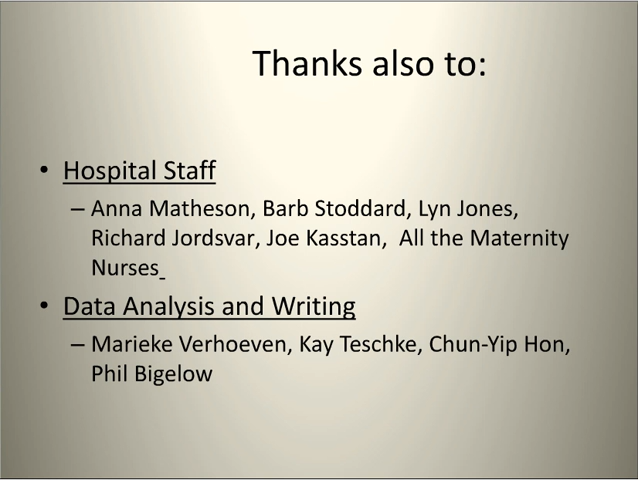 Thanks also to:
• Hospital Staff
– Anna Matheson, Barb Stoddard, Lyn Jones,
Richard Jordsvar, Joe Kasstan,  All the Maternity
Nurses
• Data Analysis and Writing
– Marieke Verhoeven, Kay Teschke, Chun-Yip Hon,
Phil Bigelow